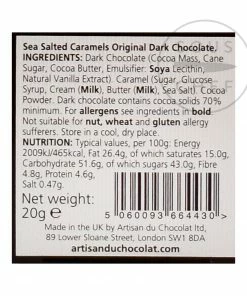 Sea Salted Caramels Original Dark Chocolate.
INGREDIENTS: Dark Chocolate (Cocoa Mass, Cane
Sugar, Cocoa Butter, Emulsifier: Soya Lecithin,
Natural Vanilla Extract). Caramel (Sugar, Glucose
Syrup, Cream (Milk), Butter (Milk), Sea Salt). Cocoa
Powder. Dark chocolate contains cocoa solids 70%
minimum. For allergens see ingredients in bold
Not suitable for nut, wheat and gluten allergy
sufferers. Store in a cool, dry place.
NUTRITION: Typical values, per 100g: Energy
2009kJ/465kcal, Fat 26.4g, of which saturates 15.0g,
Carbohydrate 51.6g, of which sugars 43.0g,
4.8g, Protein 4.6g,
Salt 0.47g.
Net weight:
20g e
5 060093 664430 >
Made in the UK by Artisan du Chocolat ltd,
89 Lower Sloane Street, London SW1 8DA
artisanduchocolat.com